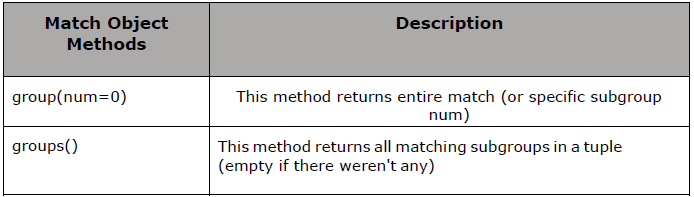 Match Object
Methods
Description
group(num=0)
This method returns entire match (or specific subgroup
num)
groups()
This method returns all matching subgroups in a tuple
(empty if there weren't any)